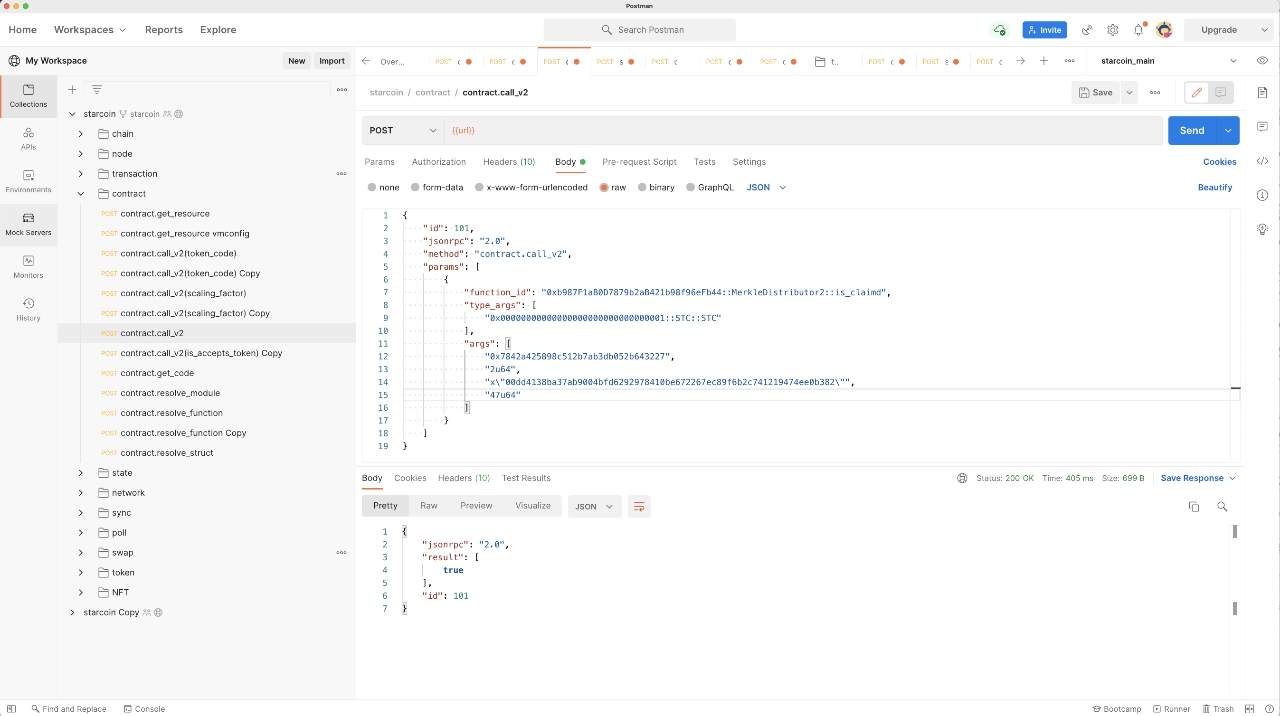 Postman
Home Workspaces Reports Explore Search Postman Invite Upgrade
My Workspace New Import
Over... POST c POST c POST c POST s POST c POST c POST c t.. POST c POST s POST c starcoin_main
Collections
APIs
Environments
Mock Servers
Monitors
History
starcoin starcoin
chain
node
transaction
contract
POST contract.get_resource
POST contract.get_resource vmconfig
POST contract.call_v2(token_code)
POST contract.call_v2(token_code) Copy
POST contract.call_v2(scaling_factor)
POST contract.call_v2(scaling_factor) Copy
POST contract.call_v2
POST contract.call_v2(is_accepts_token) Copy
POST contract.get_code
POST contract.resolve_module
POST contract.resolve_function
POST contract.resolve_function Copy
POST contract.resolve_struct
state
network
sync
poll
swap
token
NFT
starcoin Copy
starcoin / contract / contract.call_v2 Save
POST {{url}} Send
Params Authorization Headers (10) Body Pre-request Script Tests Settings Cookies
none form-data x-www-form-urlencoded raw binary GraphQL JSON Beautify
1 {
2 "id": 101,
3 "jsonrpc": "2.0",
4 "method": "contract.call_v2",
5 "params": [
6 {
7 "function_id": "0xb987F1aB0D7879b2aB421b98f96eFb44::MerkleDistributor2::is_claimd",
8 "type_args": [
9 "0x00000000000000000000000000000001::STC::STC"
10 ],
11 "args": [
12 "0x7842a425898c512b7ab3db052b643227",
13 "2u64",
14 "x\"00dd4138ba37ab9004bfd6292978410be672267ec89f6b2c741219474ee0b382\"",
15 "47u64"
16 ]
17 }
18 ]
19 }
Body Cookies Headers (10) Test Results Status: 200 OK Time: 405 ms Size: 699 B Save Response
Pretty Raw Preview Visualize JSON
1 {
2 "jsonrpc": "2.0",
3 "result": [
4 true
5 ],
6 "id": 101
7 }
Find and Replace Console Bootcamp Runner Trash